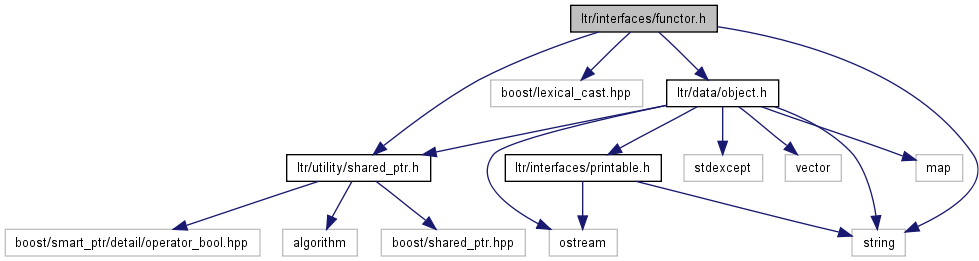 ltr/interfaces/functor.h
boost/lexical_cast.hpp
ltr/data/object.h
ltr/utility/shared_ptr.h
ltr/interfaces/printable.h
stdexcept
vector
map
boost/smart_ptr/detail/operator_bool.hpp
algorithm
boost/shared_ptr.hpp
ostream
string